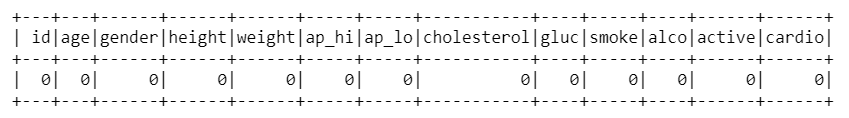 +---+---+------+------+------+-----+-----+-----------+----+-----+----+------+------+
| id|age|gender|height|weight|ap_hi|ap_lo|cholesterol|gluc|smoke|alco|active|cardio|
+---+---+------+------+------+-----+-----+-----------+----+-----+----+------+------+
|  0|  0|     0|     0|     0|    0|    0|          0|   0|    0|   0|     0|     0|
+---+---+------+------+------+-----+-----+-----------+----+-----+----+------+------+